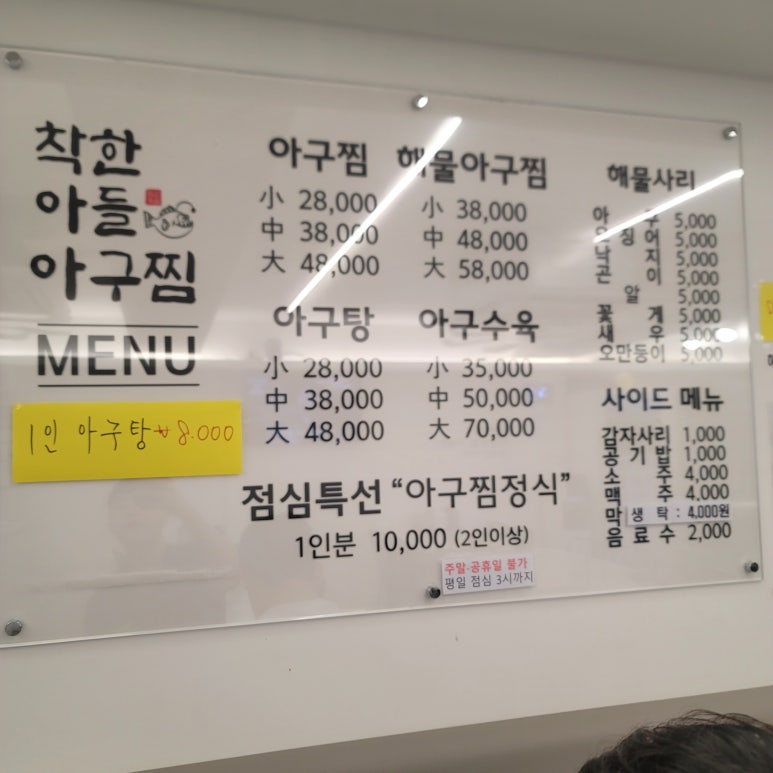 착한
아들
아구찜
MENU
1인 아구탕 ₩8.000
아구찜
小 28,000
中 38,000
大 48,000
해물아구찜
小 38,000
中 48,000
大 58,000
아구탕
小 28,000
中 38,000
大 48,000
아구수육
小 35,000
中 50,000
大 70,000
점심특선 “아구찜정식”
1인분 10,000 (2인이상)
주말·공휴일 불가
평일 점심 3시까지
해물사리
5,000
5,000
5,000
5,000
알 5,000
꽃게 5,000
새우 5,000
오만둥이 5,000
사이드 메뉴
감자사리 1,000
공기밥 1,000
소주 4,000
맥주 4,000
막 생탁 : 4,000원
음료수 2,000